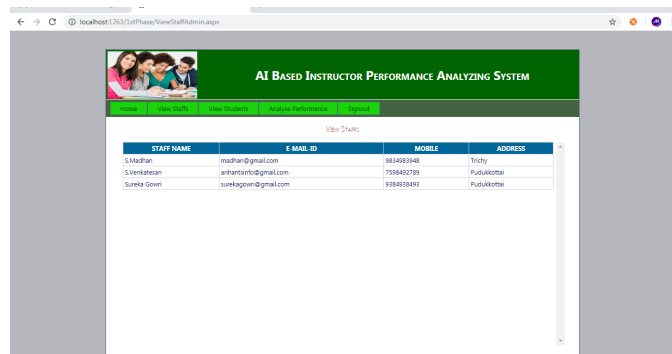 localhost:1263/1stPhase/ViewStaffAdmin.aspx
AI Based Instructor Performance Analyzing System
Home View Staffs View Students Analyse Performance Signout
View Staffs
STAFF NAME E-MAIL-ID MOBILE ADDRESS
S.Madhan madhan@gmail.com 9834983948 Trichy
S.Venkatesan arihantsinfo@gmail.com 7598492789 Pudukkottai
Sureka Gowri surekagowri@gmail.com 9384938493 Pudukkottai